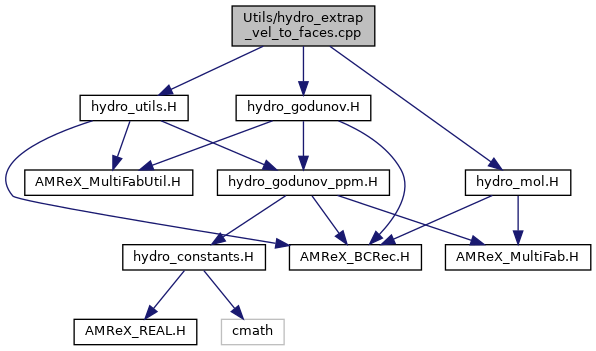 Utils/hydro_extrap
_vel_to_faces.cpp
hydro_utils.H
hydro_godunov.H
AMReX_MultiFabUtil.H
hydro_godunov_ppm.H
hydro_mol.H
hydro_constants.H
AMReX_BCRec.H
AMReX_MultiFab.H
AMReX_REAL.H
cmath